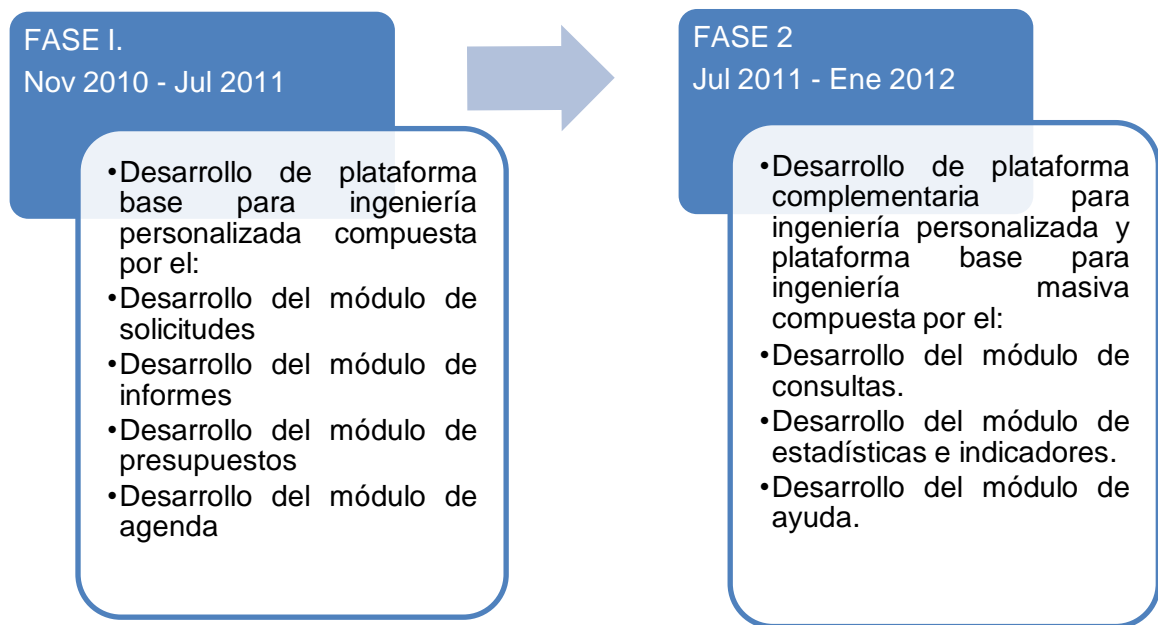 FASE I.
Nov 2010 - Jul 2011
•Desarrollo de plataforma
base para ingeniería
personalizada compuesta
por el:
•Desarrollo del módulo de
solicitudes
•Desarrollo del módulo de
informes
•Desarrollo del módulo de
presupuestos
•Desarrollo del módulo de
agenda
FASE 2
Jul 2011 - Ene 2012
•Desarrollo de plataforma
complementaria para
ingeniería personalizada y
plataforma base para
ingeniería masiva
compuesta por el:
•Desarrollo del módulo de
consultas.
•Desarrollo del módulo de
estadísticas e indicadores.
•Desarrollo del módulo de
ayuda.